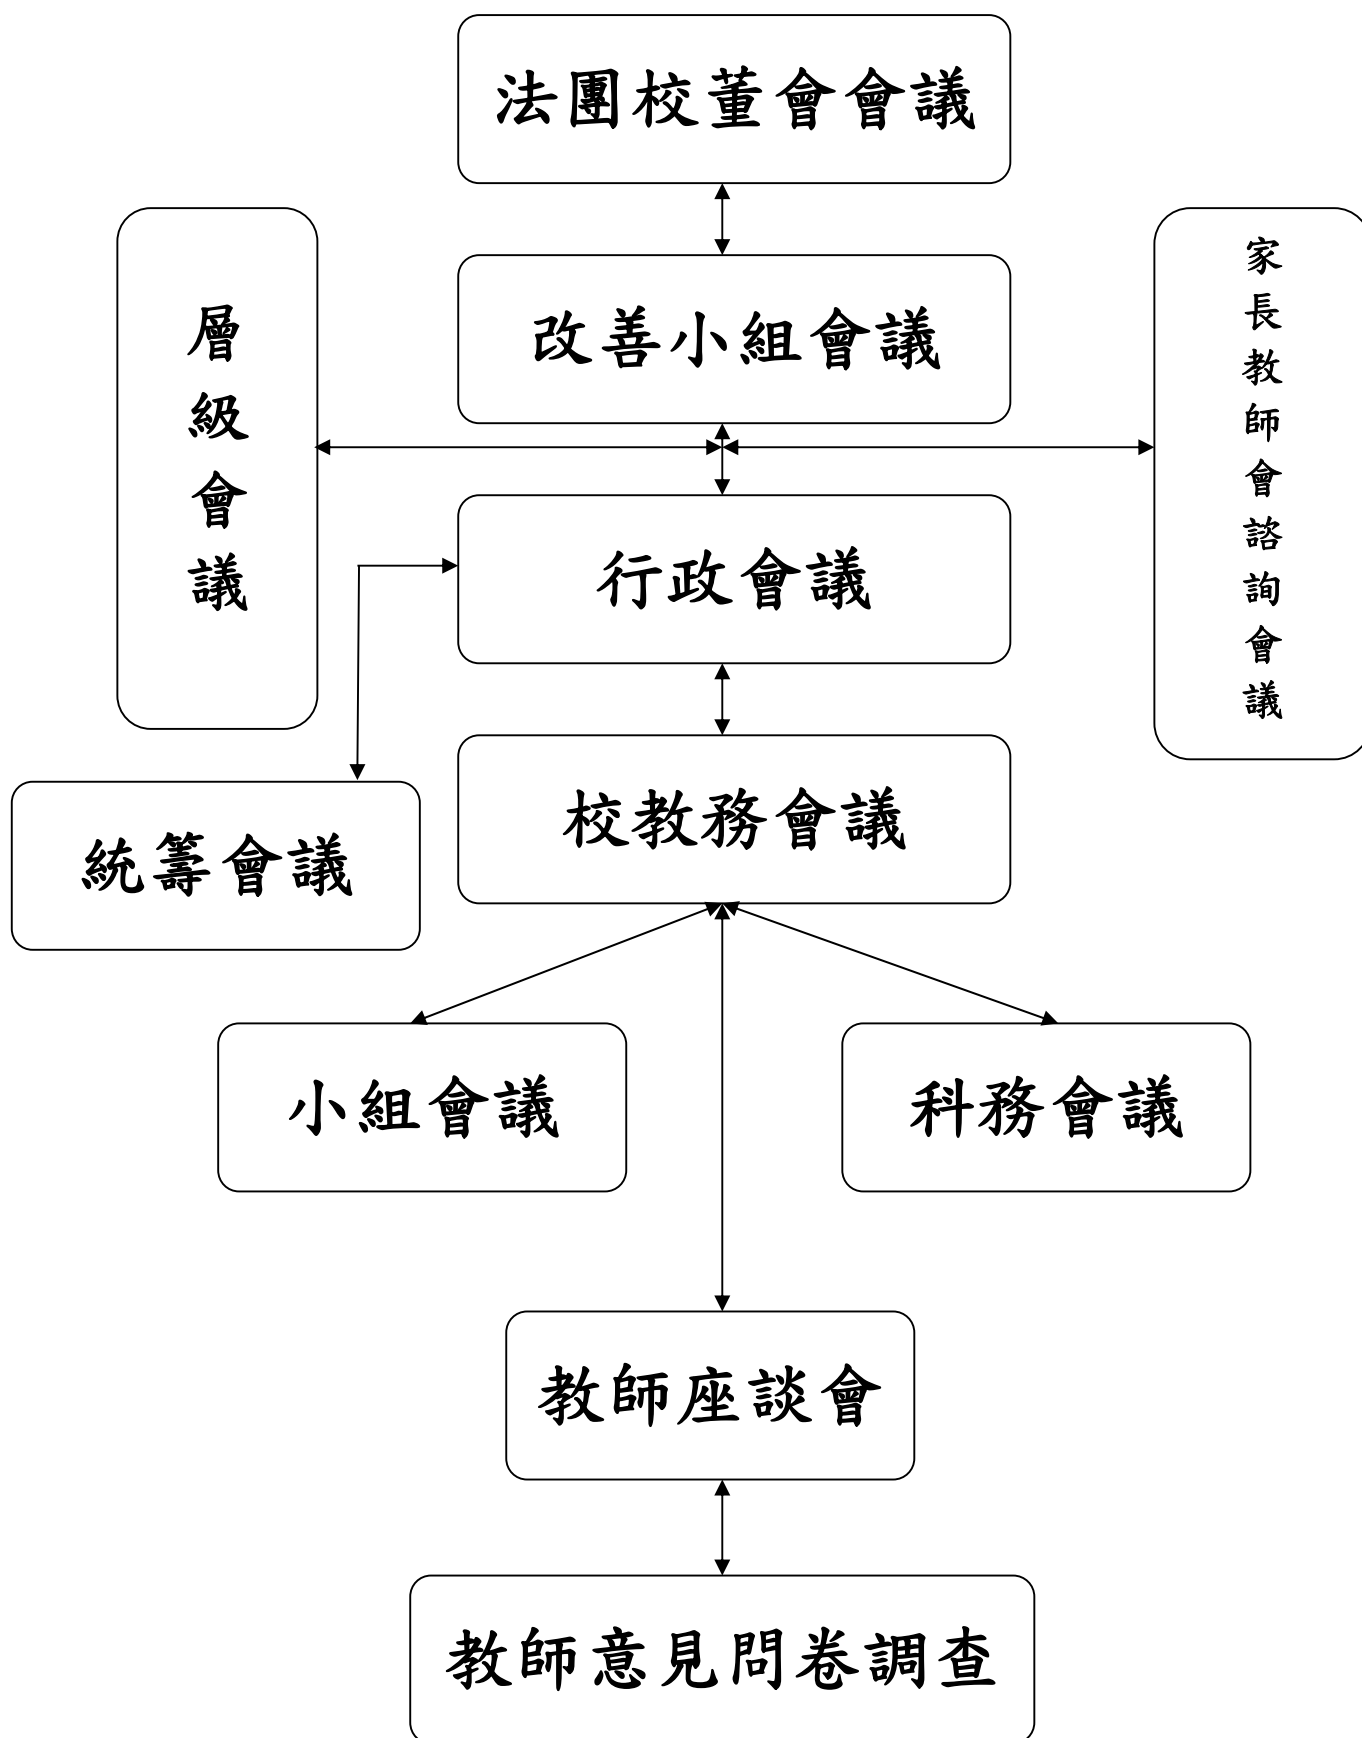 法團校董會會議
改善小組會議
層級會議
家長教師會諮詢會議
行政會議
校教務會議
統籌會議
小組會議
科務會議
教師座談會
教師意見問卷調查